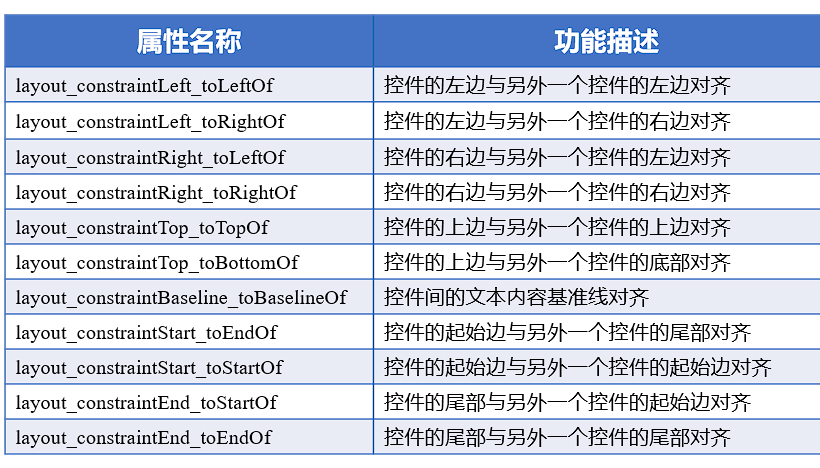 属性名称 功能描述
layout_constraintLeft_toLeftOf 控件的左边与另外一个控件的左边对齐
layout_constraintLeft_toRightOf 控件的左边与另外一个控件的右边对齐
layout_constraintRight_toLeftOf 控件的右边与另外一个控件的左边对齐
layout_constraintRight_toRightOf 控件的右边与另外一个控件的右边对齐
layout_constraintTop_toTopOf 控件的上边与另外一个控件的上边对齐
layout_constraintTop_toBottomOf 控件的上边与另外一个控件的底部对齐
layout_constraintBaseline_toBaselineOf 控件间的文本内容基准线对齐
layout_constraintStart_toEndOf 控件的起始边与另外一个控件的尾部对齐
layout_constraintStart_toStartOf 控件的起始边与另外一个控件的起始边对齐
layout_constraintEnd_toStartOf 控件的尾部与另外一个控件的起始边对齐
layout_constraintEnd_toEndOf 控件的尾部与另外一个控件的尾部对齐